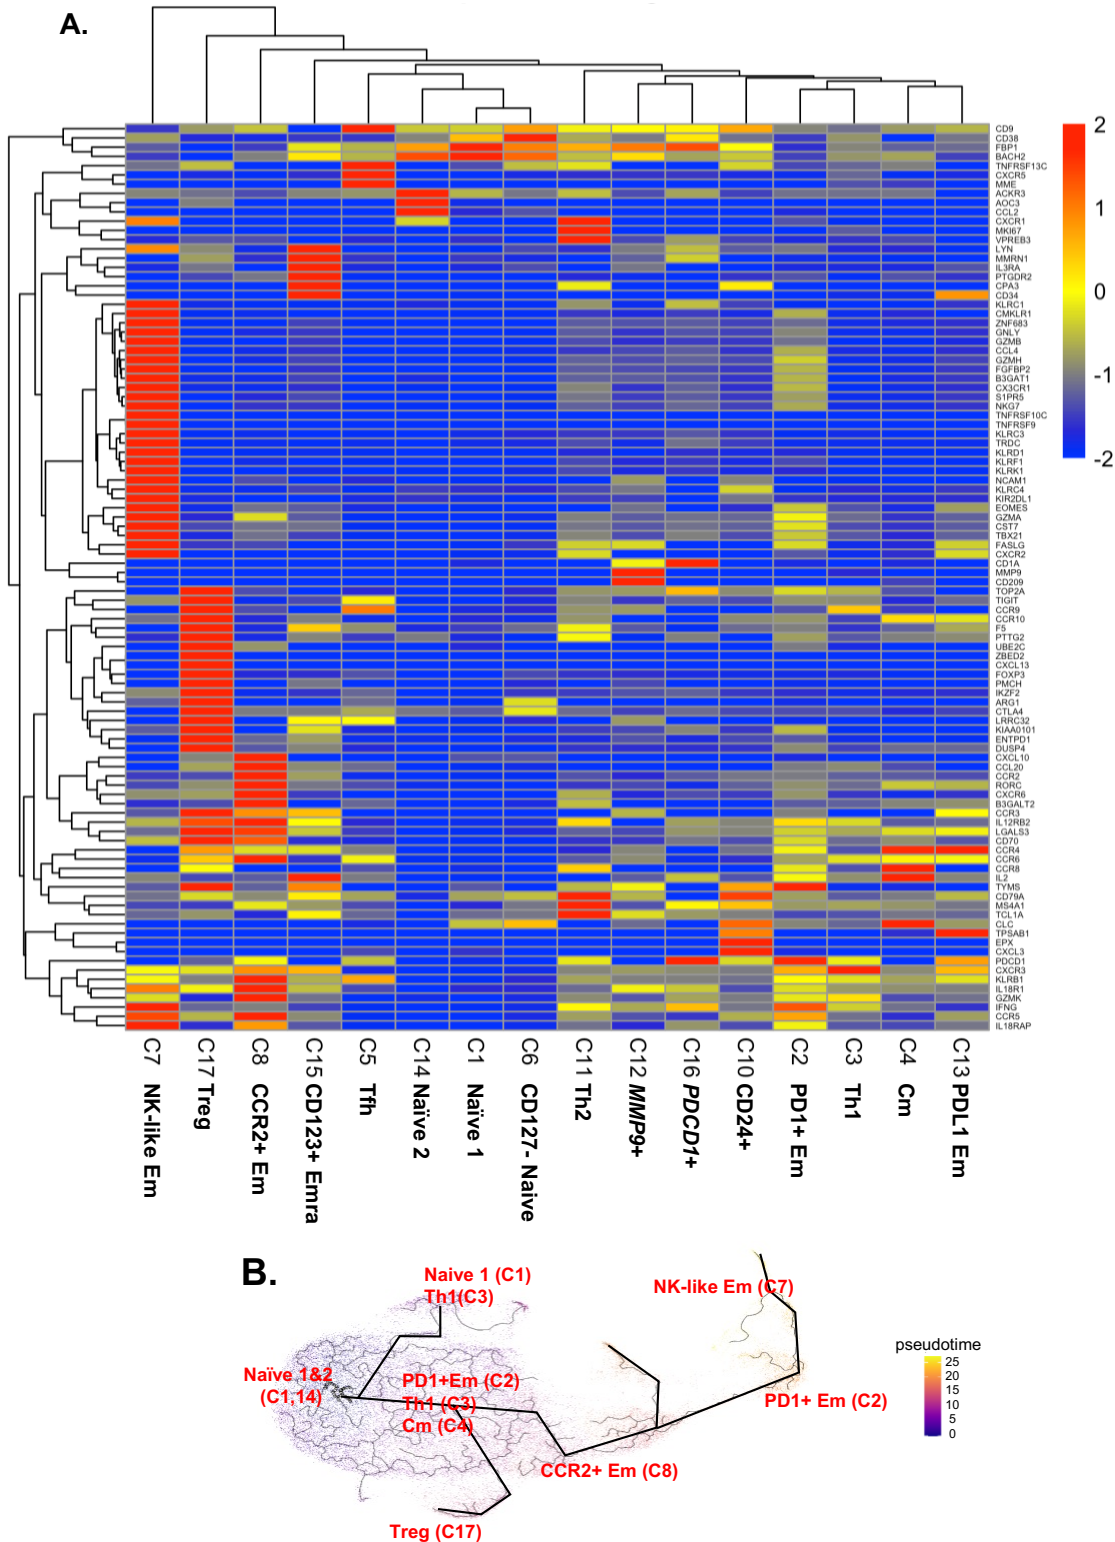 A.
CD9
CD38
FBP1
BACH2
TNFRSF13C
CXCR5
MME
ACKR3
AOC3
CCL2
CXCR1
MKI67
VPREB3
LYN
MMRN1
IL3RA
PTGDR2
CPA3
CD34
KLRC1
CMKLR1
ZNF683
GNLY
GZMB
CCL4
GZMH
FGFBP2
B3GAT1
CX3CR1
S1PR5
NKG7
TNFRSF10C
TNFRSF9
KLRC3
TRDC
KLRD1
KLRF1
KLRK1
NCAM1
KLRC4
KIR2DL1
EOMES
GZMA
CST7
TBX21
FASLG
CXCR2
CD1A
MMP9
CD209
TOP2A
TIGIT
CCR9
CCR10
F5
PTTG2
UBE2C
ZBED2
CXCL13
FOXP3
PMCH
IKZF2
ARG1
CTLA4
LRRC32
KIAA0101
ENTPD1
DUSP4
CXCL10
CCL20
CCR2
RORC
CXCR6
B3GALT2
CCR3
IL12RB2
LGALS3
CD70
CCR4
CCR6
CCR8
IL2
TYMS
CD79A
MS4A1
TCL1A
CLC
TPSAB1
EPX
CXCL3
PDCD1
CXCR3
KLRB1
IL18R1
GZMK
IFNG
CCR5
IL18RAP
2
1
0
-1
-2
C7 NK-like Em
C17 Treg
C8 CCR2+ Em
C15 CD123+ Emra
C5 Tfh
C14 Naïve 2
C1 Naïve 1
C6 CD127- Naive
C11 Th2
C12 MMP9+
C16 PDCD1+
C10 CD24+
C2 PD1+ Em
C3 Th1
C4 Cm
C13 PDL1 Em
B.
Naive 1 (C1)
Th1(C3)
NK-like Em (C7)
Naïve 1&2
(C1,14)
PD1+Em (C2)
Th1 (C3)
Cm (C4)
PD1+ Em (C2)
CCR2+ Em (C8)
Treg (C17)
pseudotime
25
20
15
10
5
0